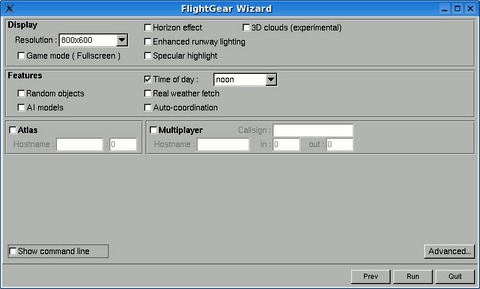 FlightGear Wizard
Display
Horizon effect
3D clouds (experimental)
Resolution : 800x600
Enhanced runway lighting
Game mode ( Fullscreen )
Specular highlight
Features
Time of day : noon
Random objects
Real weather fetch
AI models
Auto-coordination
Atlas
Hostname : : 0
Multiplayer
Callsign :
Hostname : in : 0 out : 0
Show command line
Advanced...
Prev
Run
Quit